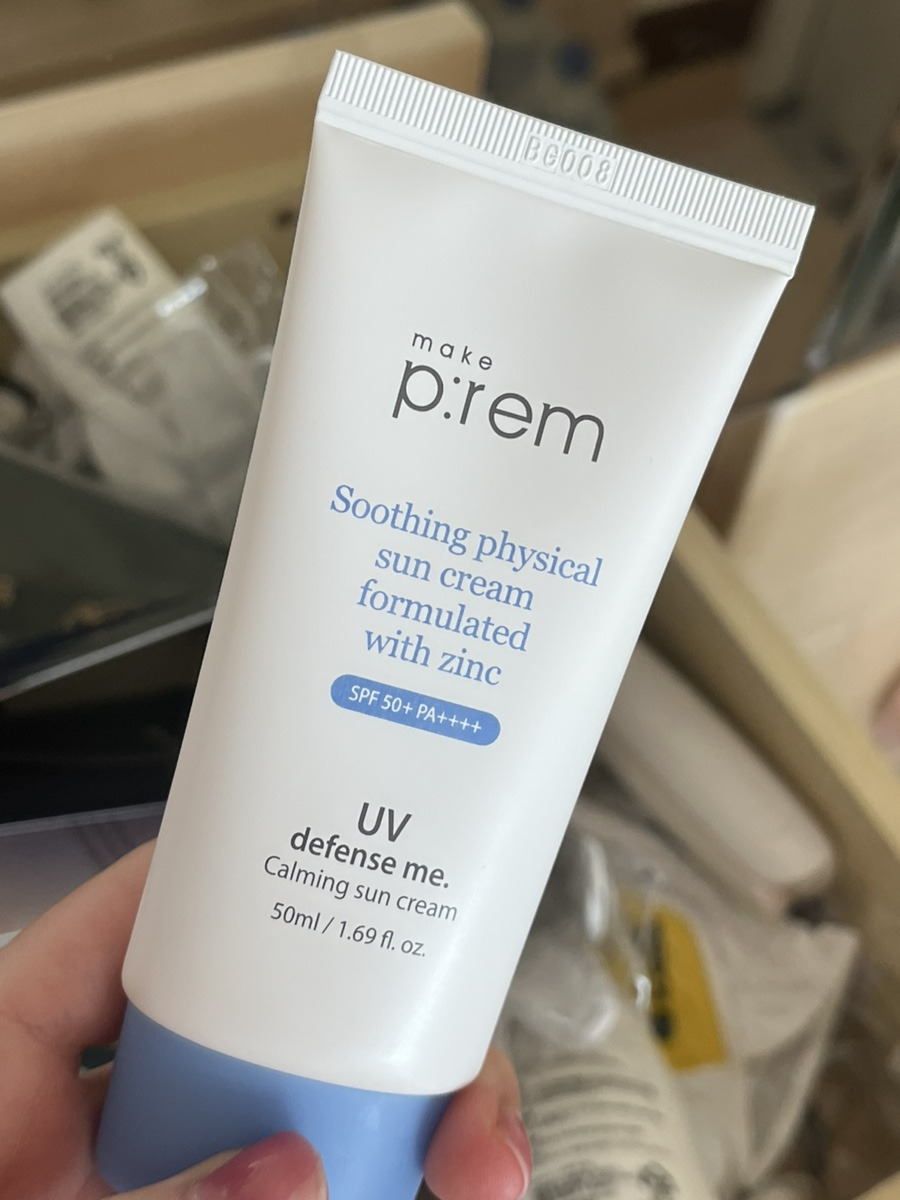 BG008
make
p:rem
Soothing physical
sun cream
formulated
with zinc
SPF 50+ PA++++
UV
defense me.
Calming sun cream
50ml / 1.69 fl. oz.